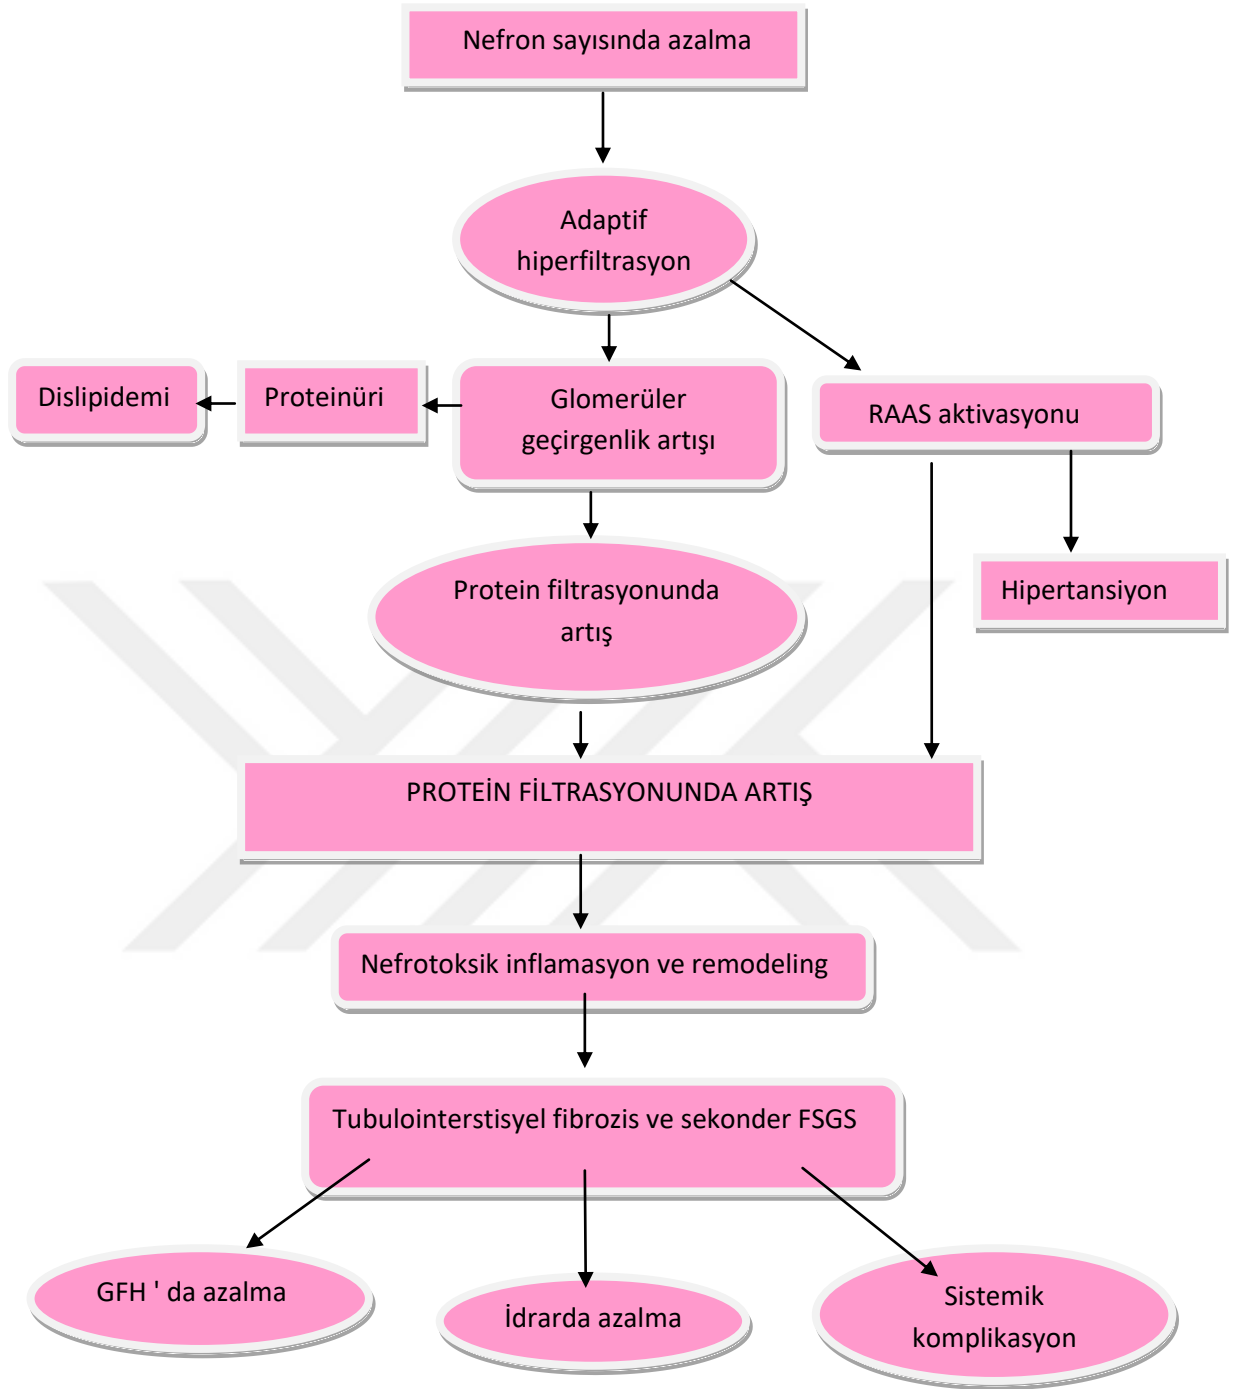 Nefron sayısında azalma
Adaptif
hiperfiltrasyon
Dislipidemi
Proteinüri
Glomerüler
geçirgenlik artışı
RAAS aktivasyonu
Hipertansiyon
Protein filtrasyonunda
artış
PROTEİN FİLTRASYONUNDA ARTIŞ
Nefrotoksik inflamasyon ve remodeling
Tubulointerstisyel fibrozis ve sekonder FSGS
GFH ' da azalma
İdrarda azalma
Sistemik
komplikasyon